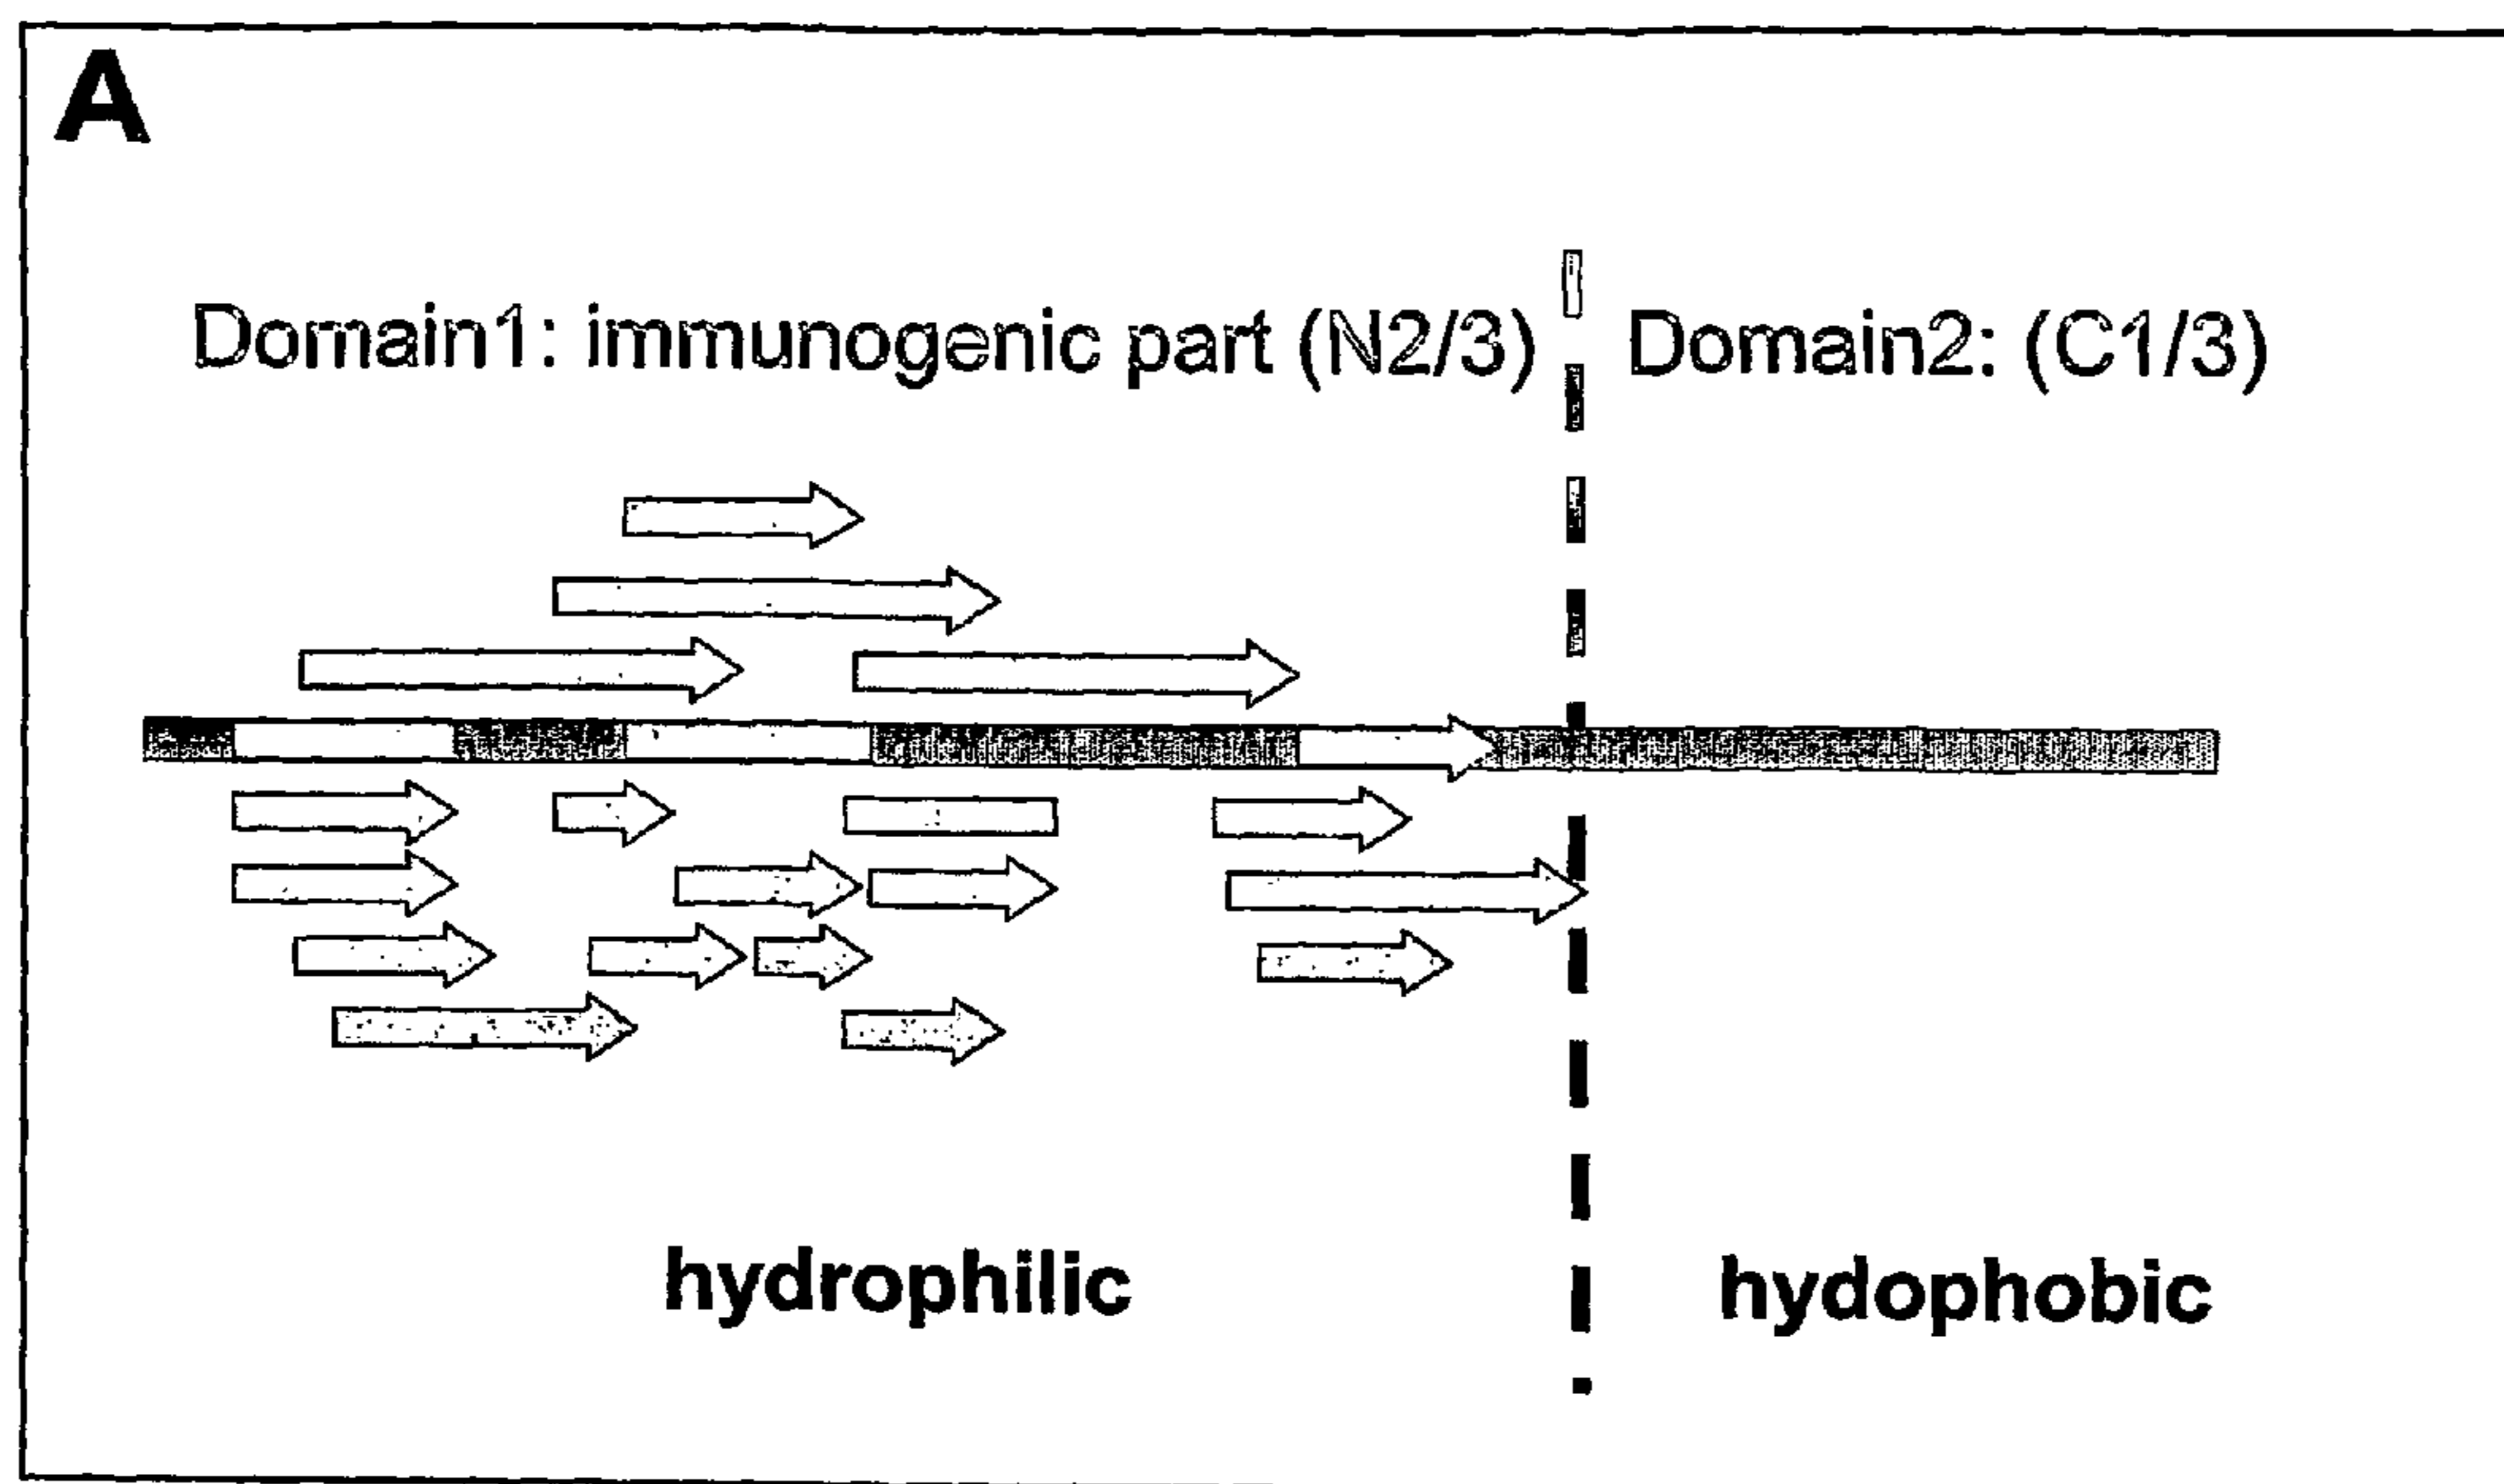 A
Domain1: immunogenic part (N2/3) Domain2: (C1/3)
hydrophilic hydophobic